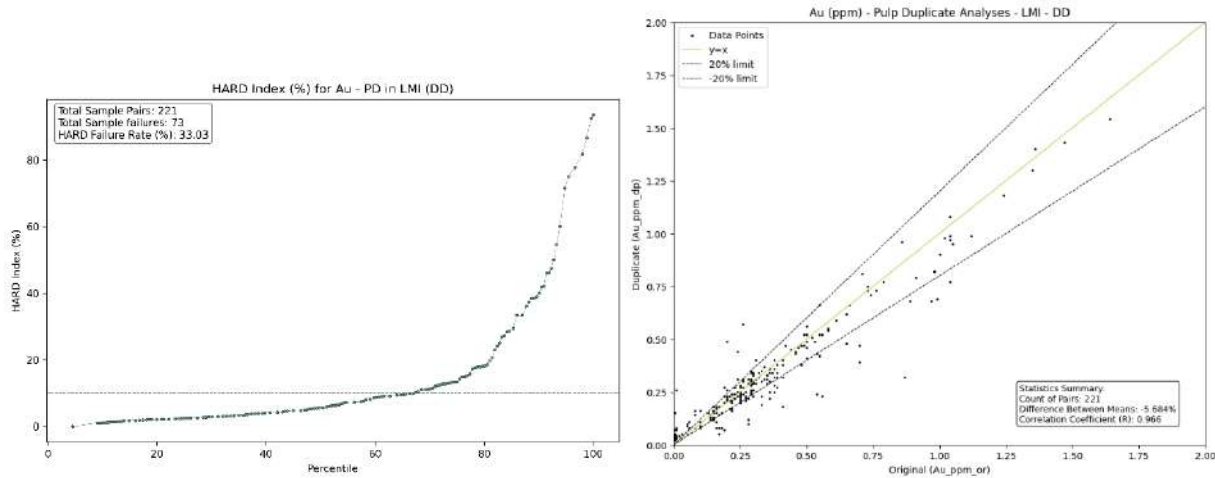 HARD Index (%) for Au - PD in LMI (DD)
Total Sample Pairs: 221
Total Sample failures: 73
HARD Failure Rate (%): 33.03
HARD Index (%)
80
60
40
20
0
0 20 40 60 80 100
Percentile
Au (ppm) - Pulp Duplicate Analyses - LMI - DD
Data Points
y=x
20% limit
-20% limit
Duplicate (Au_ppm_dp)
2.00
1.75
1.50
1.25
1.00
0.75
0.50
0.25
0.00
Statistics Summary:
Count of Pairs: 221
Difference Between Means: -5.684%
Correlation Coefficient (R): 0.966
0.00 0.25 0.50 0.75 1.00 1.25 1.50 1.75 2.00
Original (Au_ppm_or)